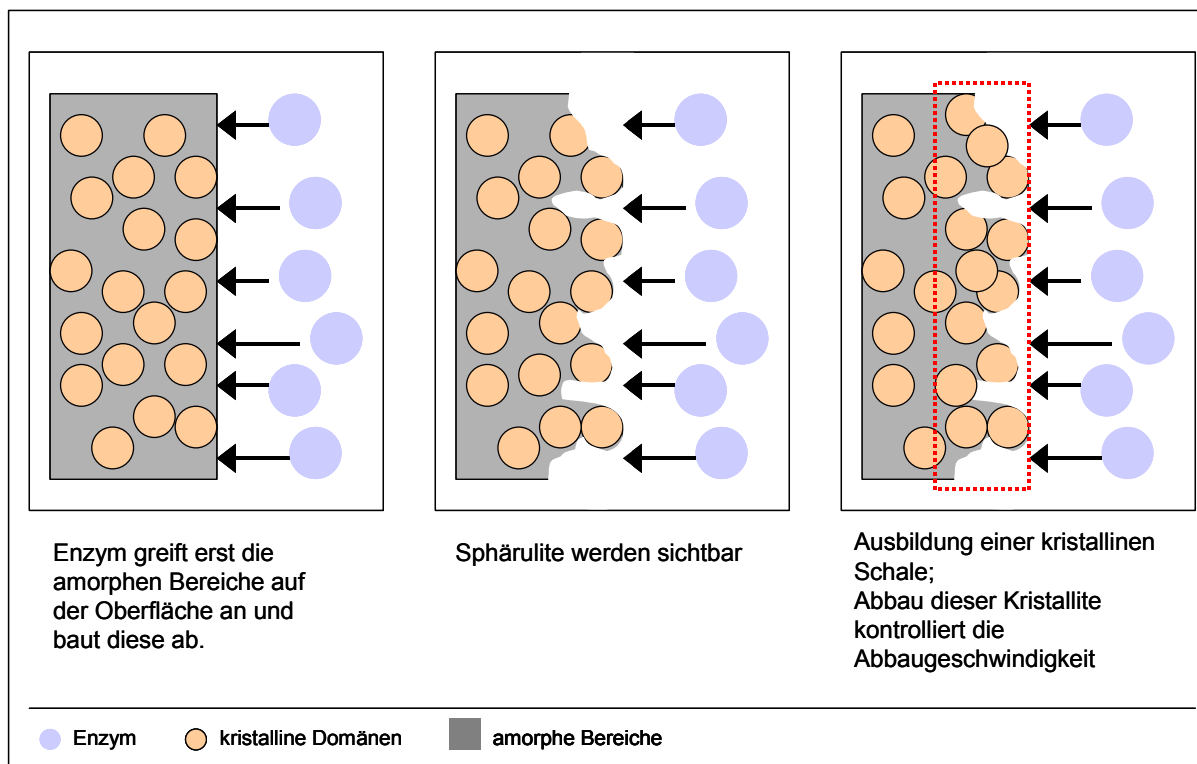 Enzym greift erst die
amorphen Bereiche auf
der Oberfläche an und
baut diese ab.
Sphärulite werden sichtbar
Ausbildung einer kristallinen
Schale;
Abbau dieser Kristallite
kontrolliert die
Abbaugeschwindigkeit
Enzym
kristalline Domänen
amorphe Bereiche